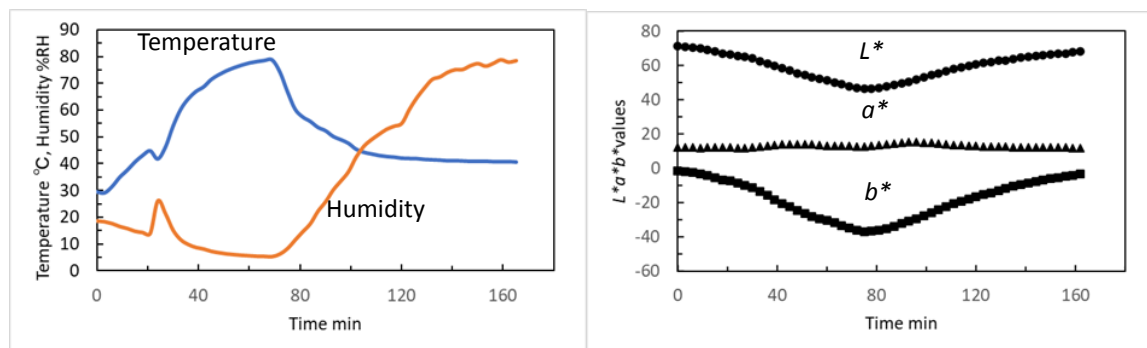 Temperature °C, Humidity %RH
90
80
70
60
50
40
30
20
10
0
Temperature
Humidity
0 40 80 120 160
Time min
L*a*b*values
80
60
40
20
0
-20
-40
-60
L*
a*
b*
0 40 80 120 160
Time min